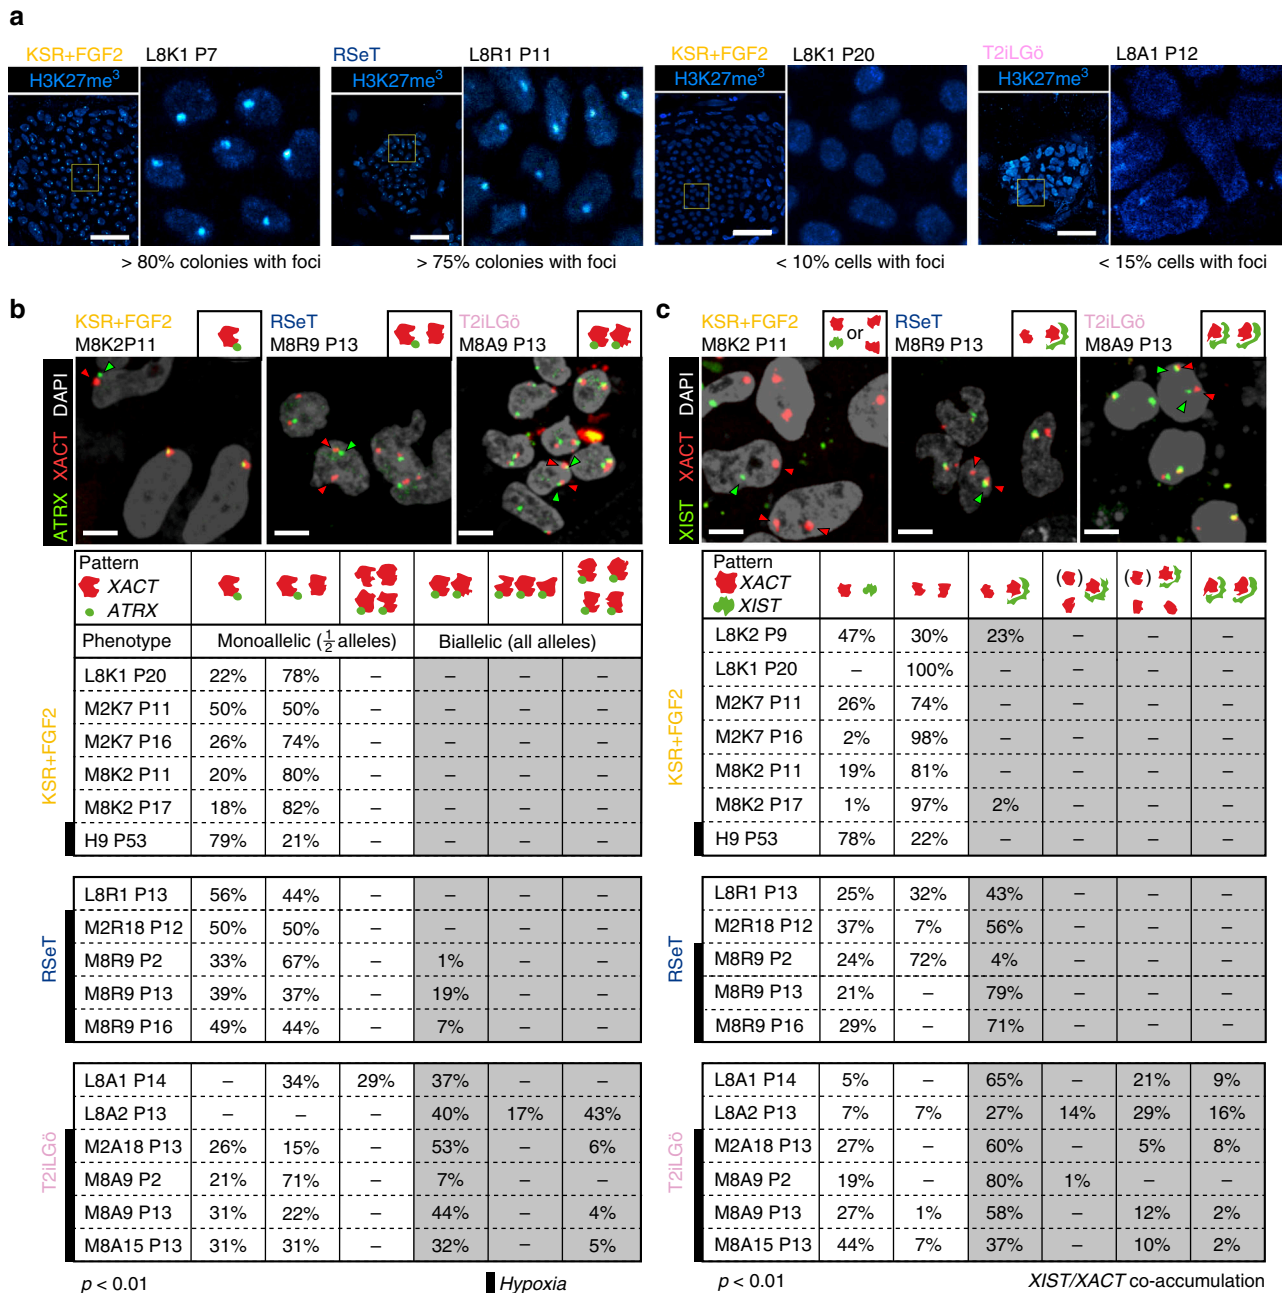 a
KSR+FGF2 L8K1 P7 RSeT L8R1 P11 KSR+FGF2 L8K1 P20 T2iLGö L8A1 P12
H3K27me3 H3K27me3 H3K27me3 H3K27me3
> 80% colonies with foci > 75% colonies with foci < 10% cells with foci < 15% cells with foci
b
KSR+FGF2 RSeT T2iLGö
M8K2P11 M8R9 P13 M8A9 P13
ATRX XACT DAPI
Pattern
XACT
ATRX
Phenotype Monoallelic (1/2 alleles) Biallelic (all alleles)
KSR+FGF2
L8K1 P20 22% 78% – – – –
M2K7 P11 50% 50% – – – –
M2K7 P16 26% 74% – – – –
M8K2 P11 20% 80% – – – –
M8K2 P17 18% 82% – – – –
H9 P53 79% 21% – – – –
RSeT
L8R1 P13 56% 44% – – – –
M2R18 P12 50% 50% – – – –
M8R9 P2 33% 67% – 1% – –
M8R9 P13 39% 37% – 19% – –
M8R9 P16 49% 44% – 7% – –
T2iLGö
L8A1 P14 – 34% 29% 37% – –
L8A2 P13 – – – 40% 17% 43%
M2A18 P13 26% 15% – 53% – 6%
M8A9 P2 21% 71% – 7% – –
M8A9 P13 31% 22% – 44% – 4%
M8A15 P13 31% 31% – 32% – 5%
p < 0.01 Hypoxia
c
KSR+FGF2 RSeT T2iLGö
M8K2 P11 M8R9 P13 M8A9 P13
or
XIST XACT DAPI
Pattern
XACT
XIST
( ) ( )
KSR+FGF2
L8K2 P9 47% 30% 23% – – –
L8K1 P20 – 100% – – – –
M2K7 P11 26% 74% – – – –
M2K7 P16 2% 98% – – – –
M8K2 P11 19% 81% – – – –
M8K2 P17 1% 97% 2% – – –
H9 P53 78% 22% – – – –
RSeT
L8R1 P13 25% 32% 43% – – –
M2R18 P12 37% 7% 56% – – –
M8R9 P2 24% 72% 4% – – –
M8R9 P13 21% – 79% – – –
M8R9 P16 29% – 71% – – –
T2iLGö
L8A1 P14 5% – 65% – 21% 9%
L8A2 P13 7% 7% 27% 14% 29% 16%
M2A18 P13 27% – 60% – 5% 8%
M8A9 P2 19% – 80% 1% – –
M8A9 P13 27% 1% 58% – 12% 2%
M8A15 P13 44% 7% 37% – 10% 2%
p < 0.01 XIST/XACT co-accumulation